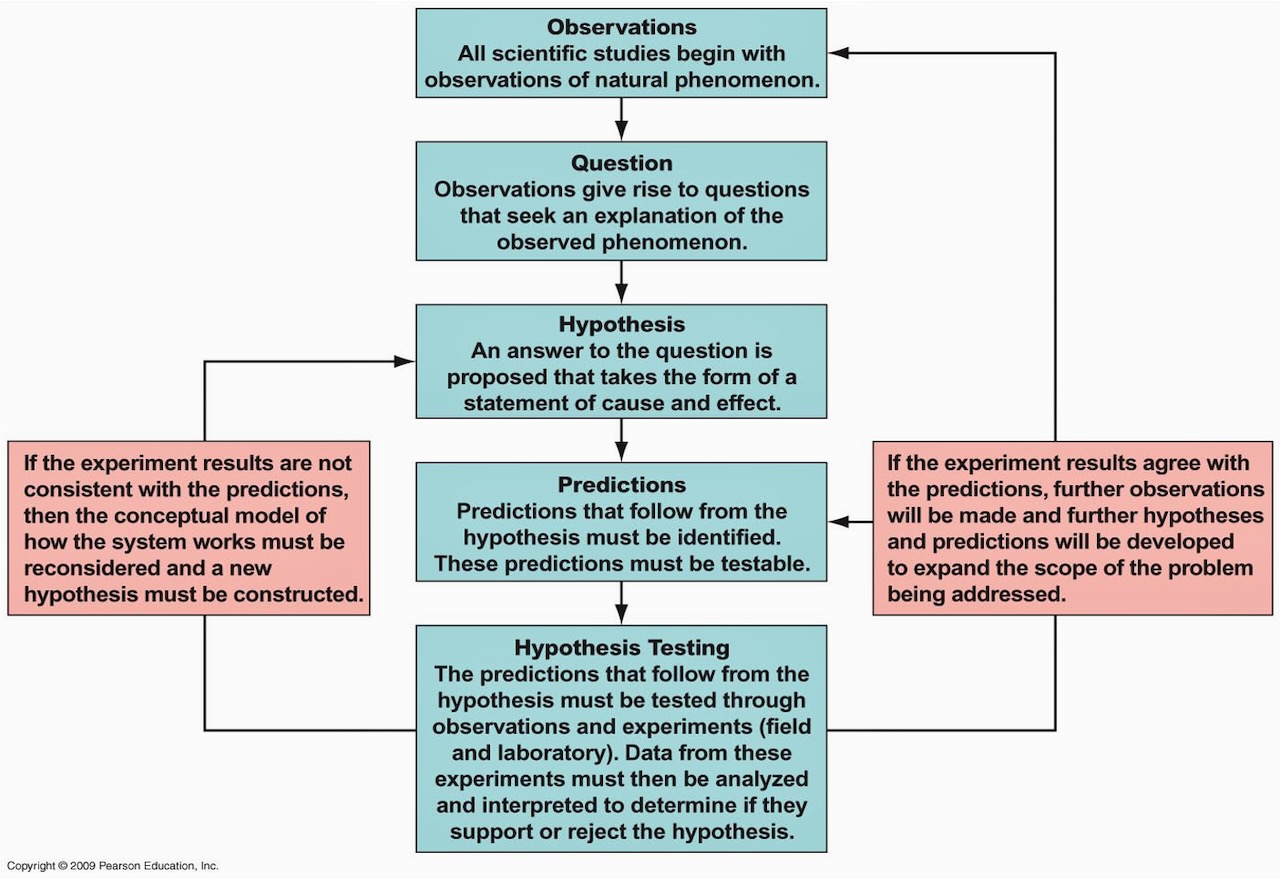 Observations
All scientific studies begin with
observations of natural phenomenon.
Question
Observations give rise to questions
that seek an explanation of the
observed phenomenon.
Hypothesis
An answer to the question is
proposed that takes the form of a
statement of cause and effect.
If the experiment results are not
consistent with the predictions,
then the conceptual model of
how the system works must be
reconsidered and a new
hypothesis must be constructed.
Predictions
Predictions that follow from the
hypothesis must be identified.
These predictions must be testable.
If the experiment results agree with
the predictions, further observations
will be made and further hypotheses
and predictions will be developed
to expand the scope of the problem
being addressed.
Hypothesis Testing
The predictions that follow from the
hypothesis must be tested through
observations and experiments (field
and laboratory). Data from these
experiments must then be analyzed
and interpreted to determine if they
support or reject the hypothesis.
Copyright © 2009 Pearson Education, Inc.